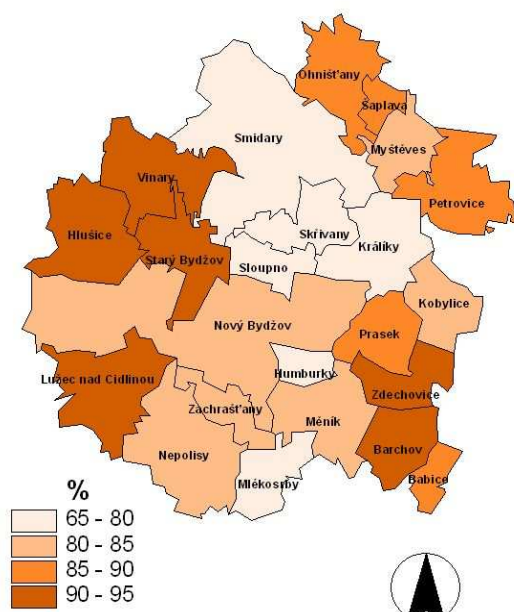 Ohnišťany
Šaplava
Smidary
Myštěves
Vinary
Petrovice
Skřivany
Hlušice
Králíky
Starý Bydžov
Sloupno
Kobylice
Nový Bydžov
Prasek
Humburky
Lužec nad Cidlinou
Zdechovice
Zachrašťany
Měník
Barchov
Nepolisy
Mlékosrby
Babice
%
65 - 80
80 - 85
85 - 90
90 - 95